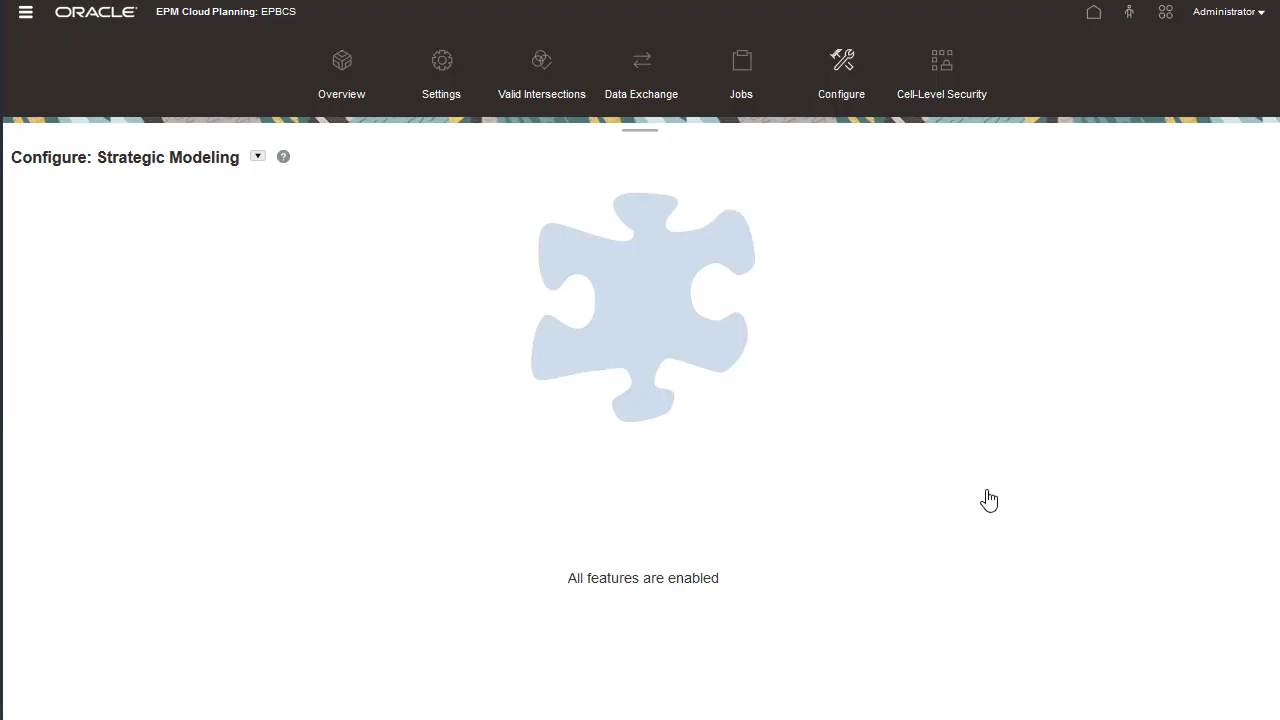 ORACLE EPM Cloud Planning: EPBCS Administrator
Overview Settings Valid Intersections Data Exchange Jobs Configure Cell-Level Security
Configure: Strategic Modeling ?
All features are enabled